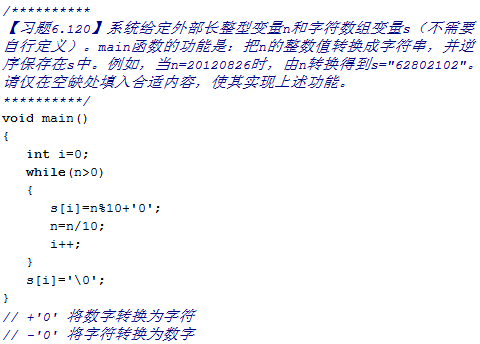 /**********
【习题6.120】系统给定外部长整型变量n和字符数组变量s（不需要
自行定义）。main函数的功能是：把n的整数值转换成字符串，并逆
序保存在s中。例如，当n=20120826时，由n转换得到s="62802102"。
请仅在空缺处填入合适内容，使其实现上述功能。
**********/
void main()
{
   int i=0;
   while(n>0)
   {
      s[i]=n%10+'0';
      n=n/10;
      i++;
   }
   s[i]='\0';
}
// +'0' 将数字转换为字符
// -'0' 将字符转换为数字